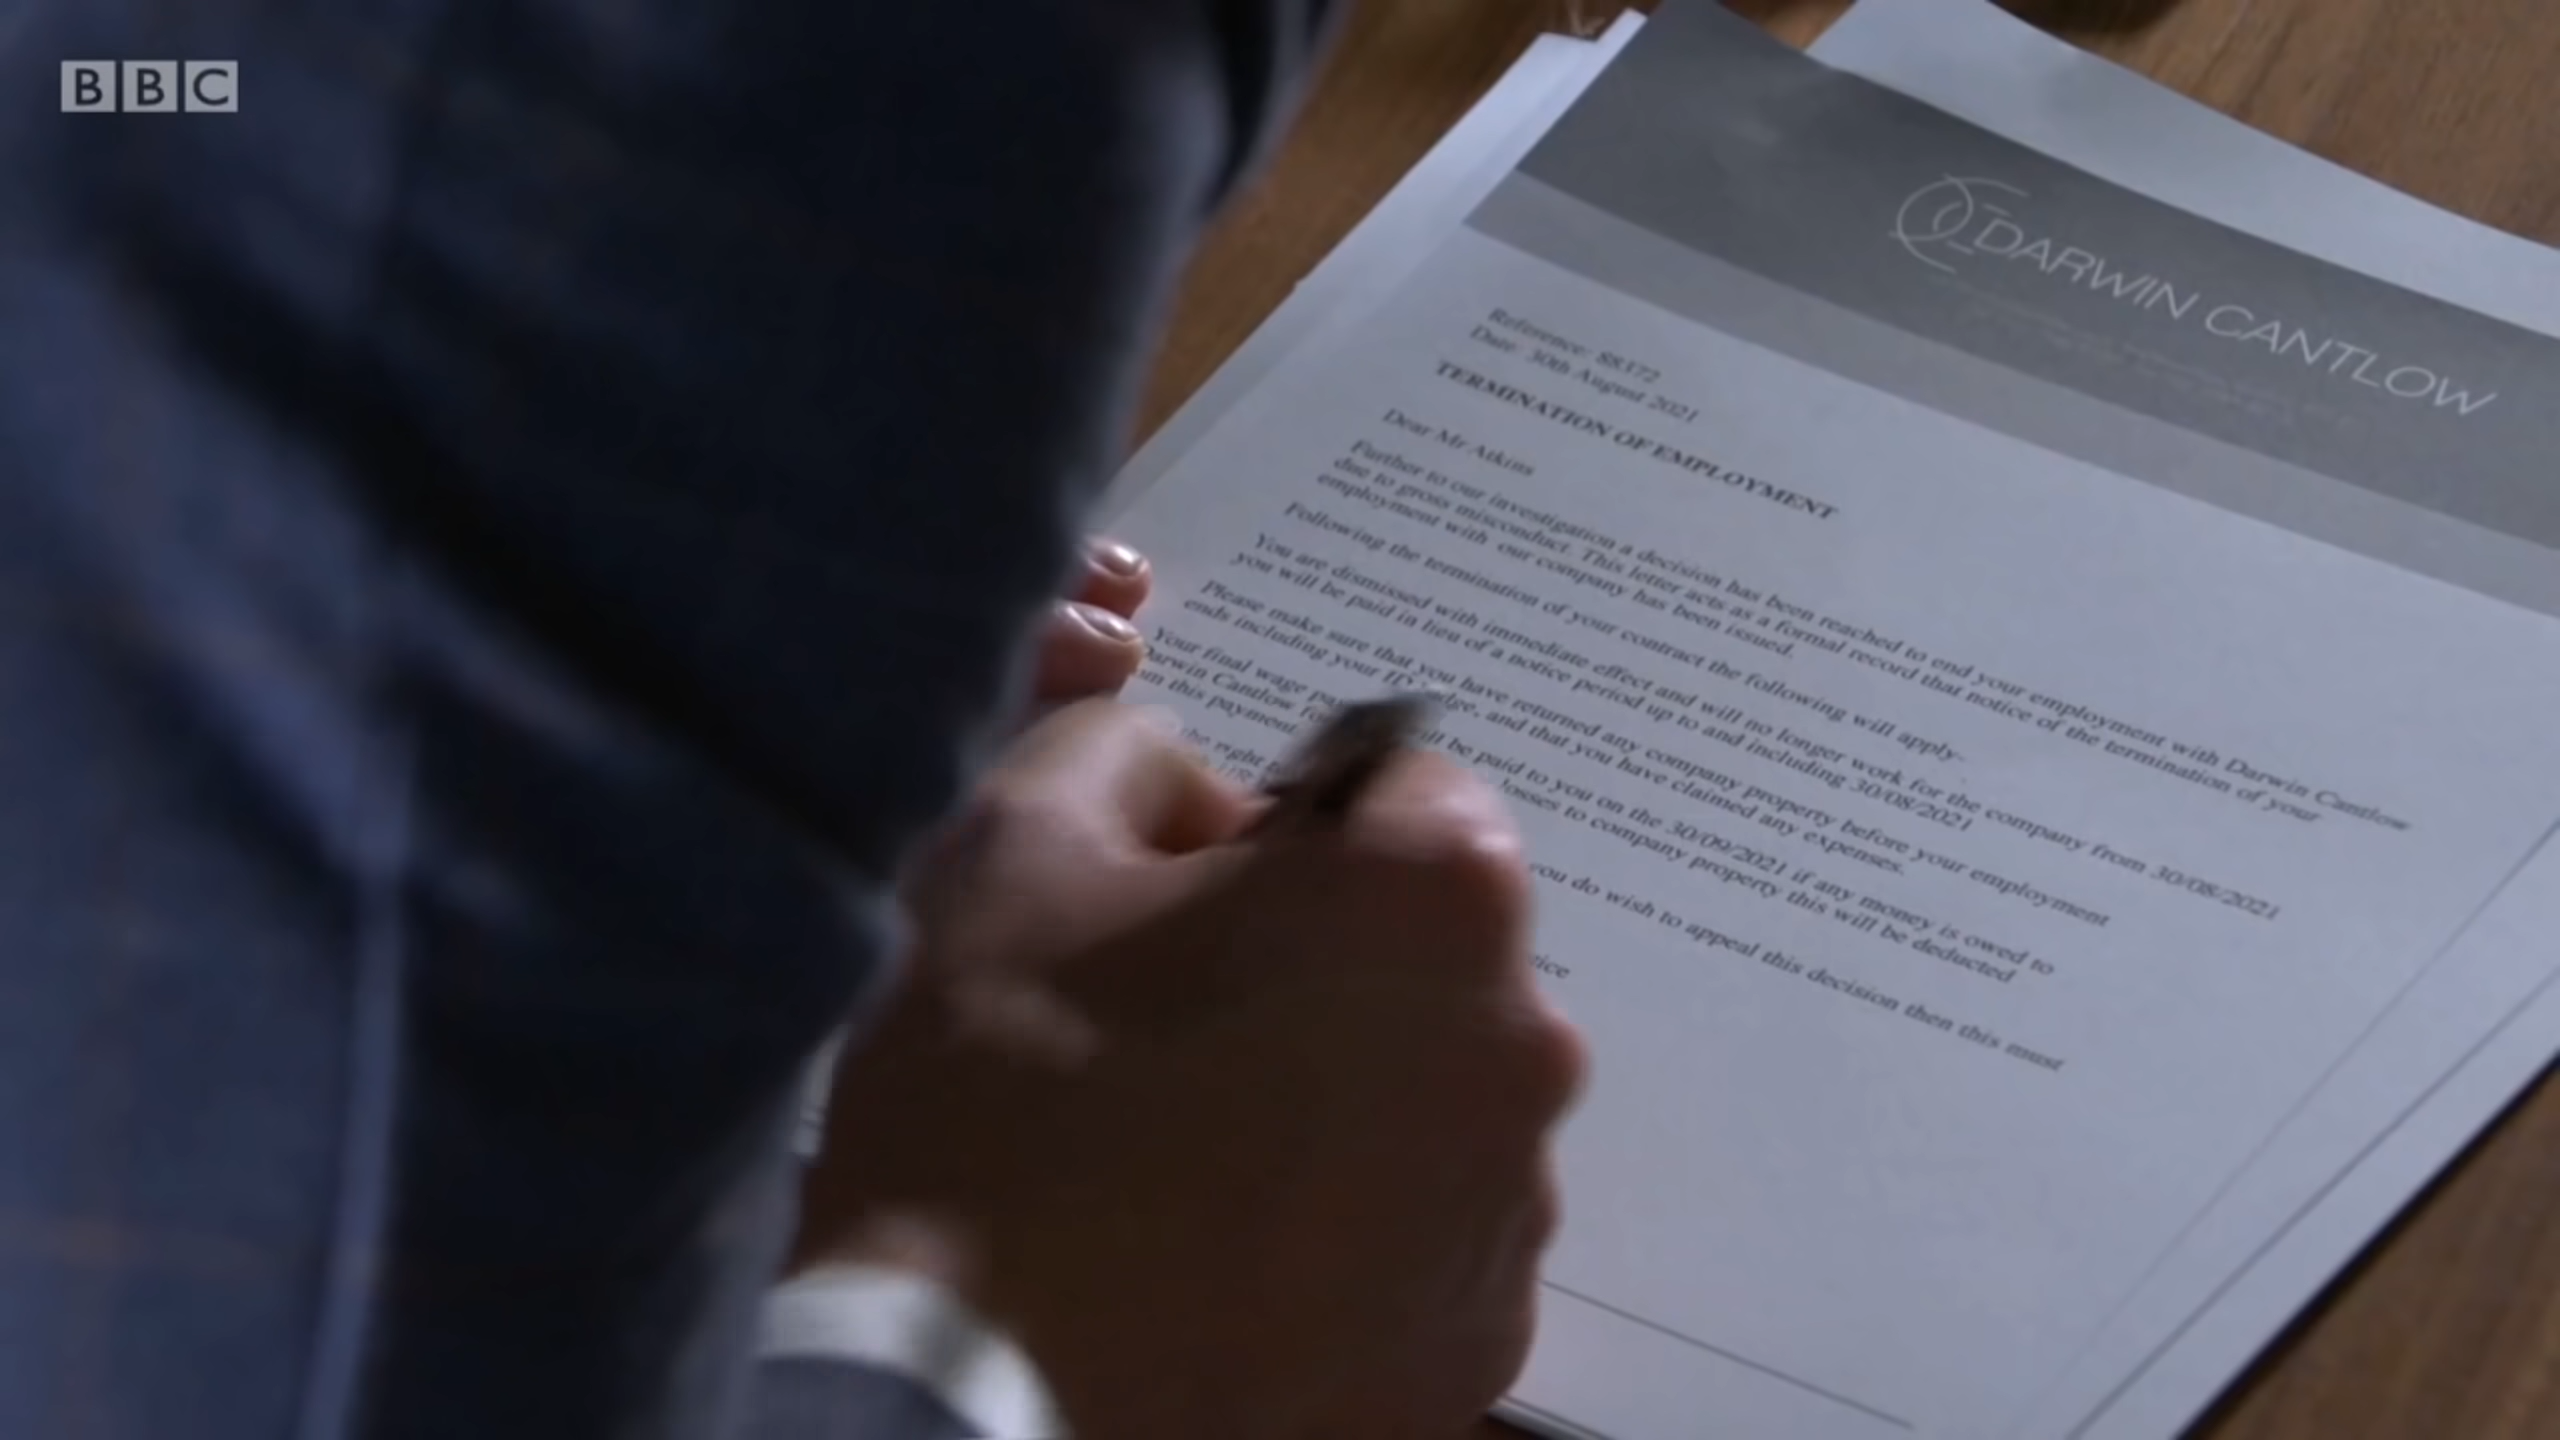 BBC
DARWIN CANTLOW
Reference: S8372
Date: 30th August 2021
TERMINATION OF EMPLOYMENT
Dear Mr Atkins
Further to our investigation a decision has been reached to end your employment with Darwin Cantlow
due to gross misconduct. This letter acts as a formal record that notice of the termination of your
employment with our company has been issued.
Following the termination of your contract the following will apply-
You are dismissed with immediate effect and will no longer work for the company from 30/08/2021
you will be paid in lieu of a notice period up to and including 30/08/2021
Please make sure that you have returned any company property before your employment
ends including your ID and that you have claimed any expenses.
Your final wage be paid to you on the 30/09/2021 if any money is owed to
Darwin Cantlow losses to company property this will be deducted
this payment
the right you do wish to appeal this decision then this must